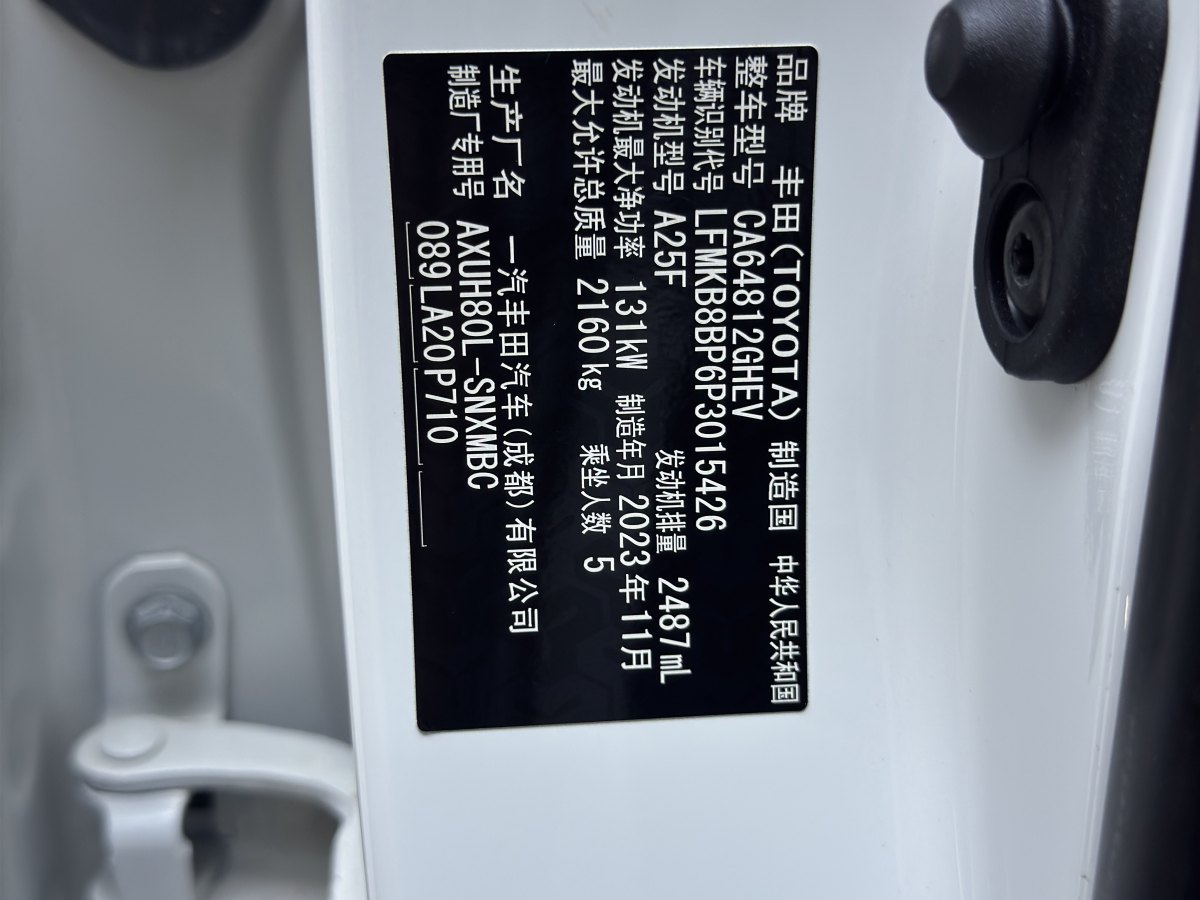 品牌 丰田(TOYOTA) 制造国 中华人民共和国
整车型号 CA64812GHEV
车辆识别代号 LFMKB8BP6P3015426
发动机型号 A25F 发动机排量 2487mL
发动机最大净功率 131kW 制造年月 2023年11月
最大允许总质量 2160kg 乘坐人数 5
生产厂名 一汽丰田汽车(成都)有限公司
制造厂专用号 AXUH80L-SNXMBC
089LA20P710